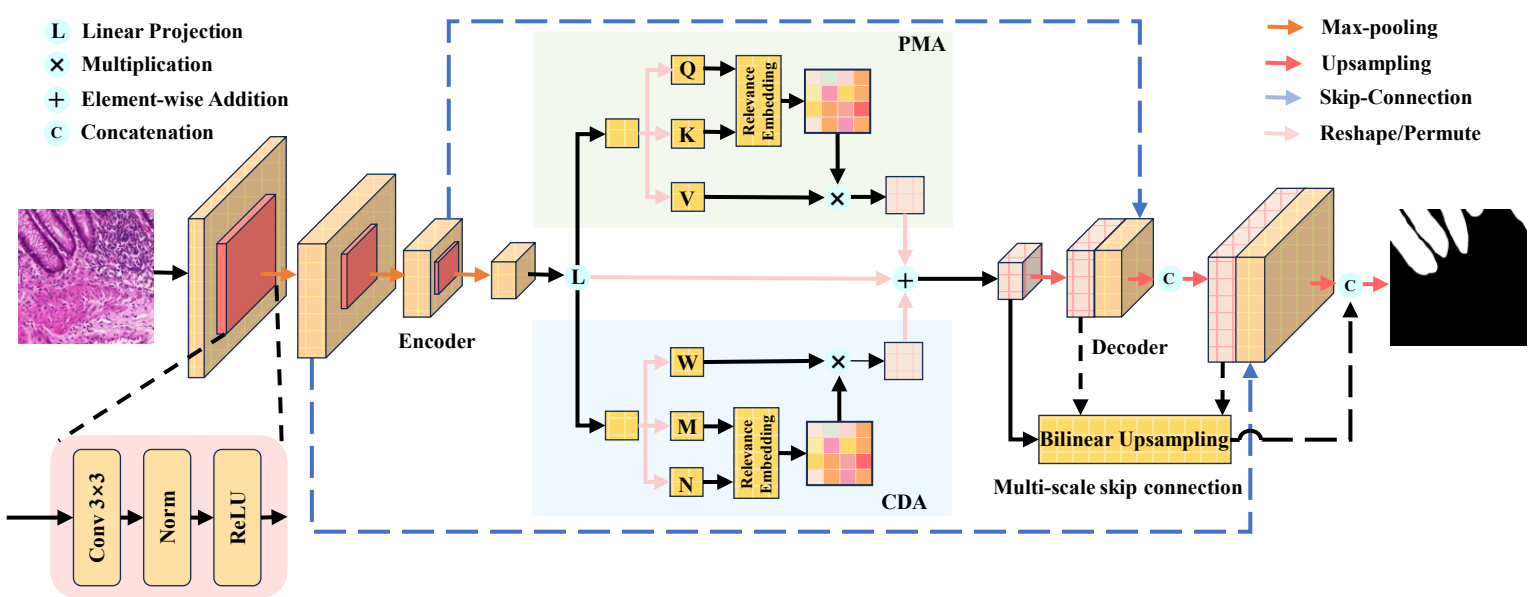 L Linear Projection
× Multiplication
+ Element-wise Addition
C Concatenation
Max-pooling
Upsampling
Skip-Connection
Reshape/Permute
PMA
Q
K
V
Relevance
Embedding
×
Encoder
L
+
C
C
Decoder
W
M
N
Relevance
Embedding
×
CDA
Bilinear Upsampling
Multi-scale skip connection
Conv 3×3
Norm
ReLU